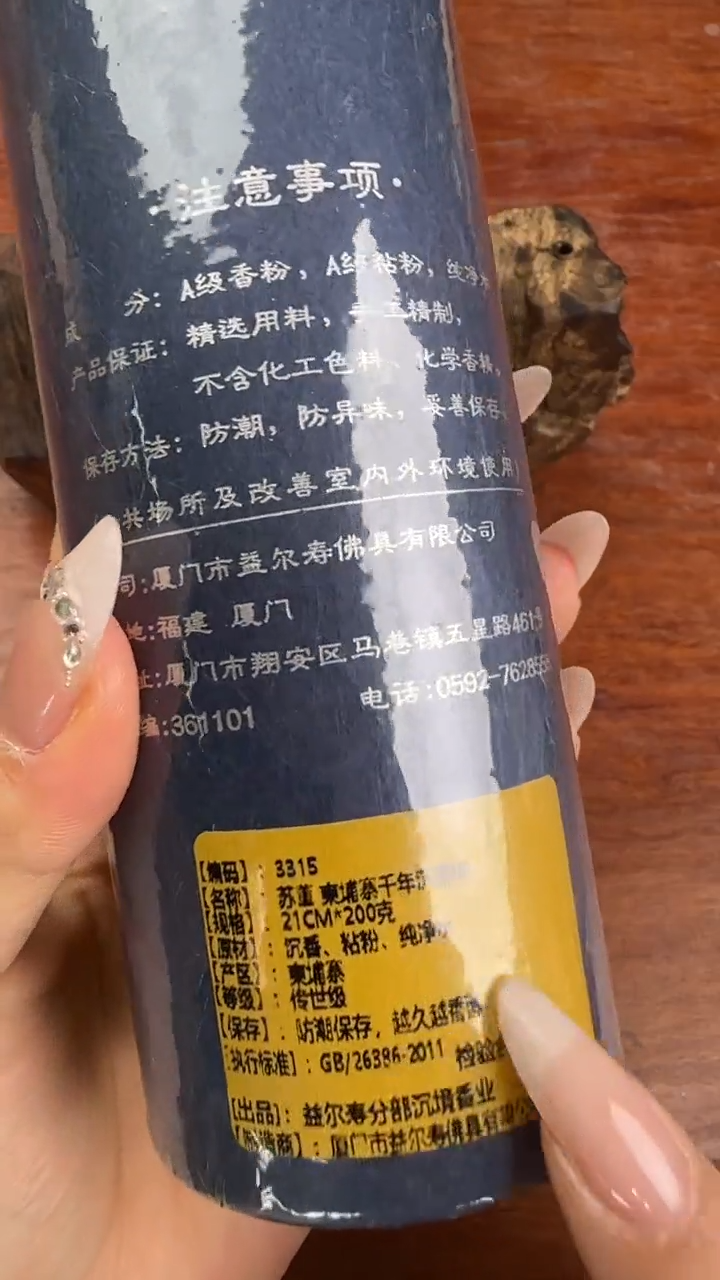 ·注意事项·
成 分：A级香粉，A级粘粉，纯净水
产品保证：精选用料，工精制，
不含化工色料、化学香精，
保存方法：防潮，防异味，妥善保存。
共场所及改善室内外环境使用
司:厦门市益尔寿佛具有限公司
地:福建 厦门
址:厦门市翔安区马巷镇五星路461号
电话:0592-76285
编:361101
【编码】：3315
【名称】：苏董 柬埔寨千年沉
【规格】：21CM*200克
【原材】：沉香、粘粉、纯净水
【产区】：柬埔寨
【等级】：传世级
【保存】：防潮保存，越久越香醇
【执行标准】：GB/26386-2011 检验
【出品】：益尔寿分部沉境香业
商】：厦门市益尔寿佛具有限公